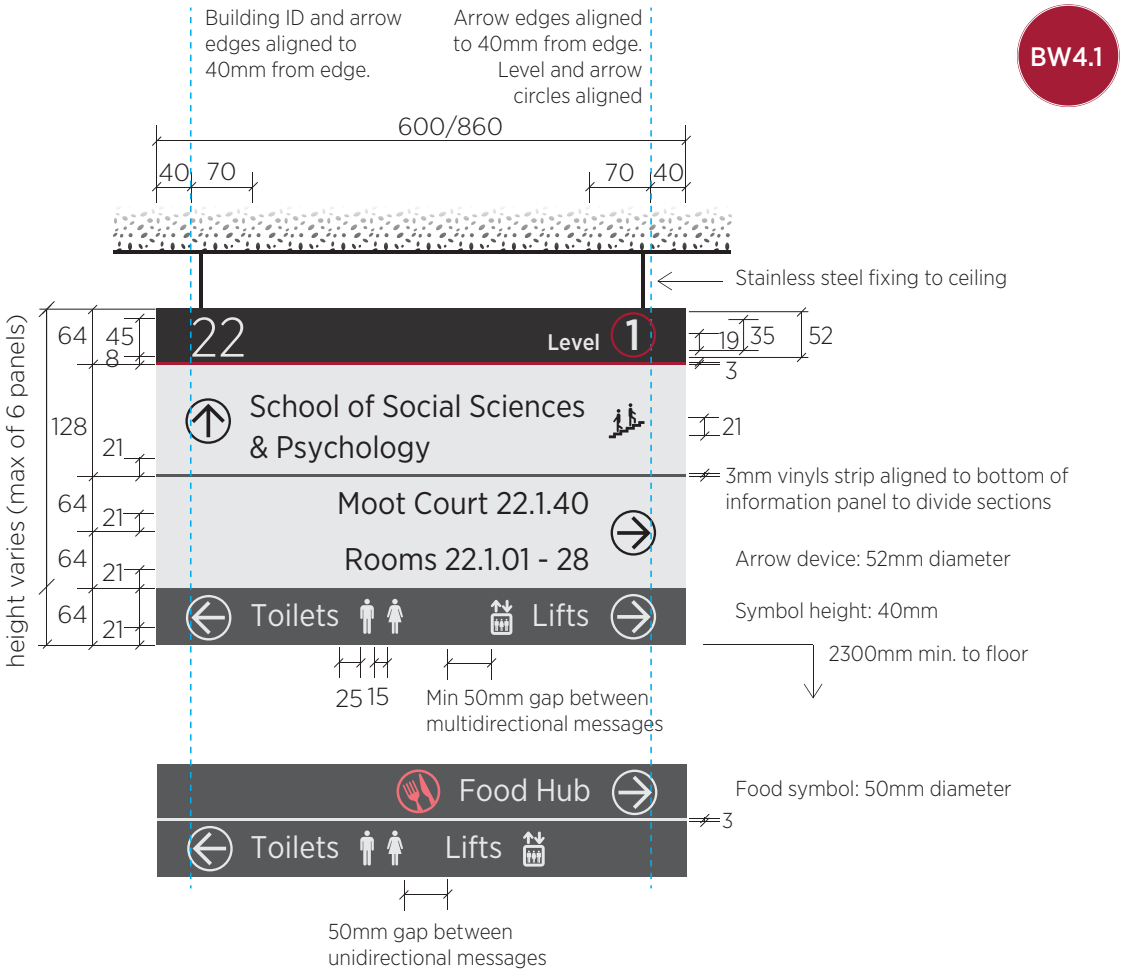 Building ID and arrow
edges aligned to
40mm from edge.
Arrow edges aligned
to 40mm from edge.
Level and arrow
circles aligned
BW4.1
600/860
40
70
70
40
Stainless steel fixing to ceiling
height varies (max of 6 panels)
64
45
8
22
Level
1
19
35
52
3
128
21
School of Social Sciences
& Psychology
21
3mm vinyls strip aligned to bottom of
information panel to divide sections
64
21
Moot Court 22.1.40
64
21
Rooms 22.1.01 - 28
Arrow device: 52mm diameter
64
21
Toilets
Lifts
Symbol height: 40mm
2300mm min. to floor
25
15
Min 50mm gap between
multidirectional messages
Food Hub
Food symbol: 50mm diameter
3
Toilets
Lifts
50mm gap between
unidirectional messages